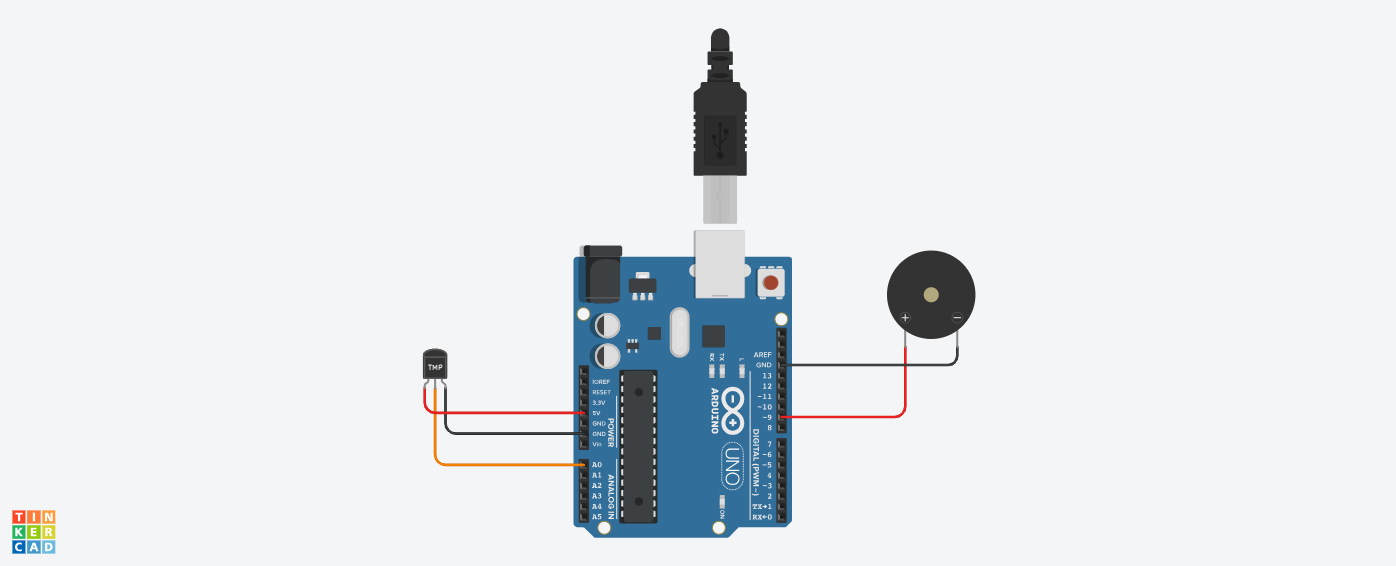 TMP
IOREF
RESET
3.3V
5V
GND
GND
Vin
POWER
A0
A1
A2
A3
A4
A5
ANALOG IN
RX
TX
L
ARDUINO
UNO
ON
AREF
GND
13
12
~11
~10
~9
8
7
~6
~5
4
~3
2
TX→1
RX←0
DIGITAL (PWM~)
+
−
TIN
KER
CAD